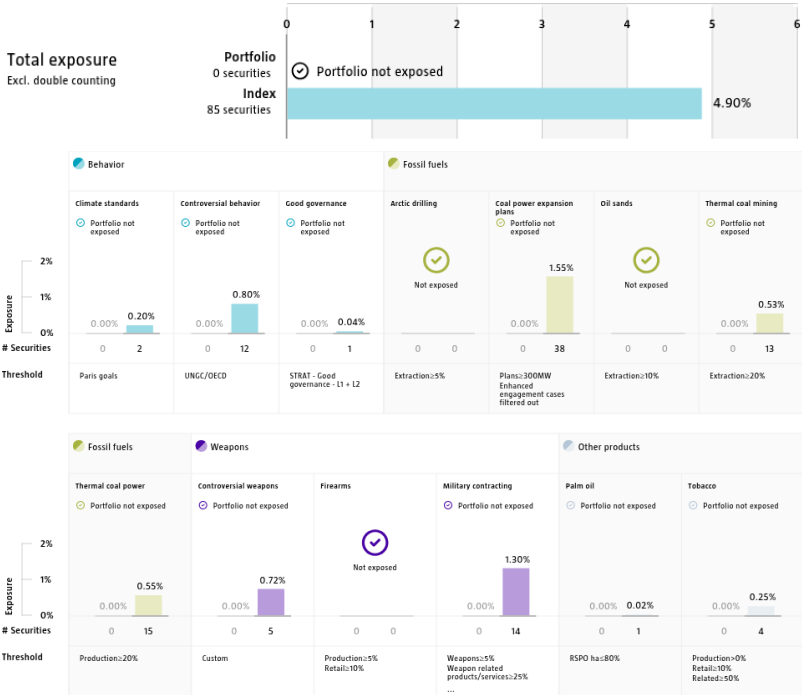 0 1 2 3 4 5 6
Total exposure
Excl. double counting
Portfolio
0 securities
Portfolio not exposed
Index
85 securities
4.90%
Behavior
Fossil fuels
Climate standards
Portfolio not
exposed
Controversial behavior
Portfolio not
exposed
Good governance
Portfolio not
exposed
Arctic drilling
Not exposed
Coal power expansion
plans
Portfolio not
exposed
Oil sands
Not exposed
Thermal coal mining
Portfolio not
exposed
Exposure
2%
1%
0%
0.00% 0.20%
0.00% 0.80%
0.00% 0.04%
0.00% 1.55%
0.00% 0.53%
# Securities
0 2 0 12 0 1 0 0 0 38 0 0 0 13
Threshold
Paris goals
UNGC/OECD
STRAT - Good
governance - L1 + L2
Extraction≥5%
Plans≥300MW
Enhanced
engagement cases
filtered out
Extraction≥10%
Extraction≥20%
Fossil fuels
Weapons
Other products
Thermal coal power
Portfolio not exposed
Controversial weapons
Portfolio not exposed
Firearms
Not exposed
Military contracting
Portfolio not exposed
Palm oil
Portfolio not exposed
Tobacco
Portfolio not exposed
Exposure
2%
1%
0%
0.00% 0.55%
0.00% 0.72%
0.00% 1.30%
0.00% 0.02%
0.00% 0.25%
# Securities
0 15 0 5 0 0 0 14 0 1 0 4
Threshold
Production≥20%
Custom
Production≥5%
Retail≥10%
Weapons≥5%
Weapon related
products/services≥25%
...
RSPO ha≤80%
Production>0%
Retail≥10%
Related≥50%